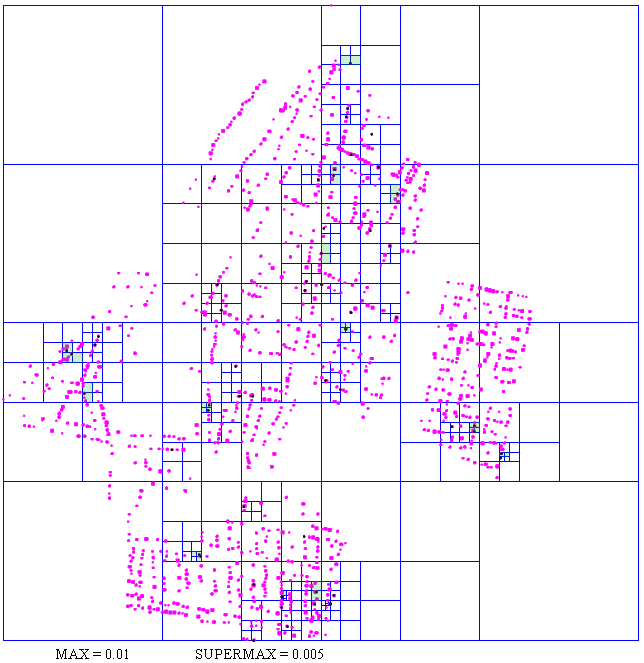 MAX = 0.01 SUPERMAX = 0.005